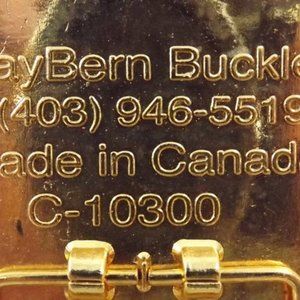 ayBern Buckle
(403) 946-5519
ade in Canad
C-10300